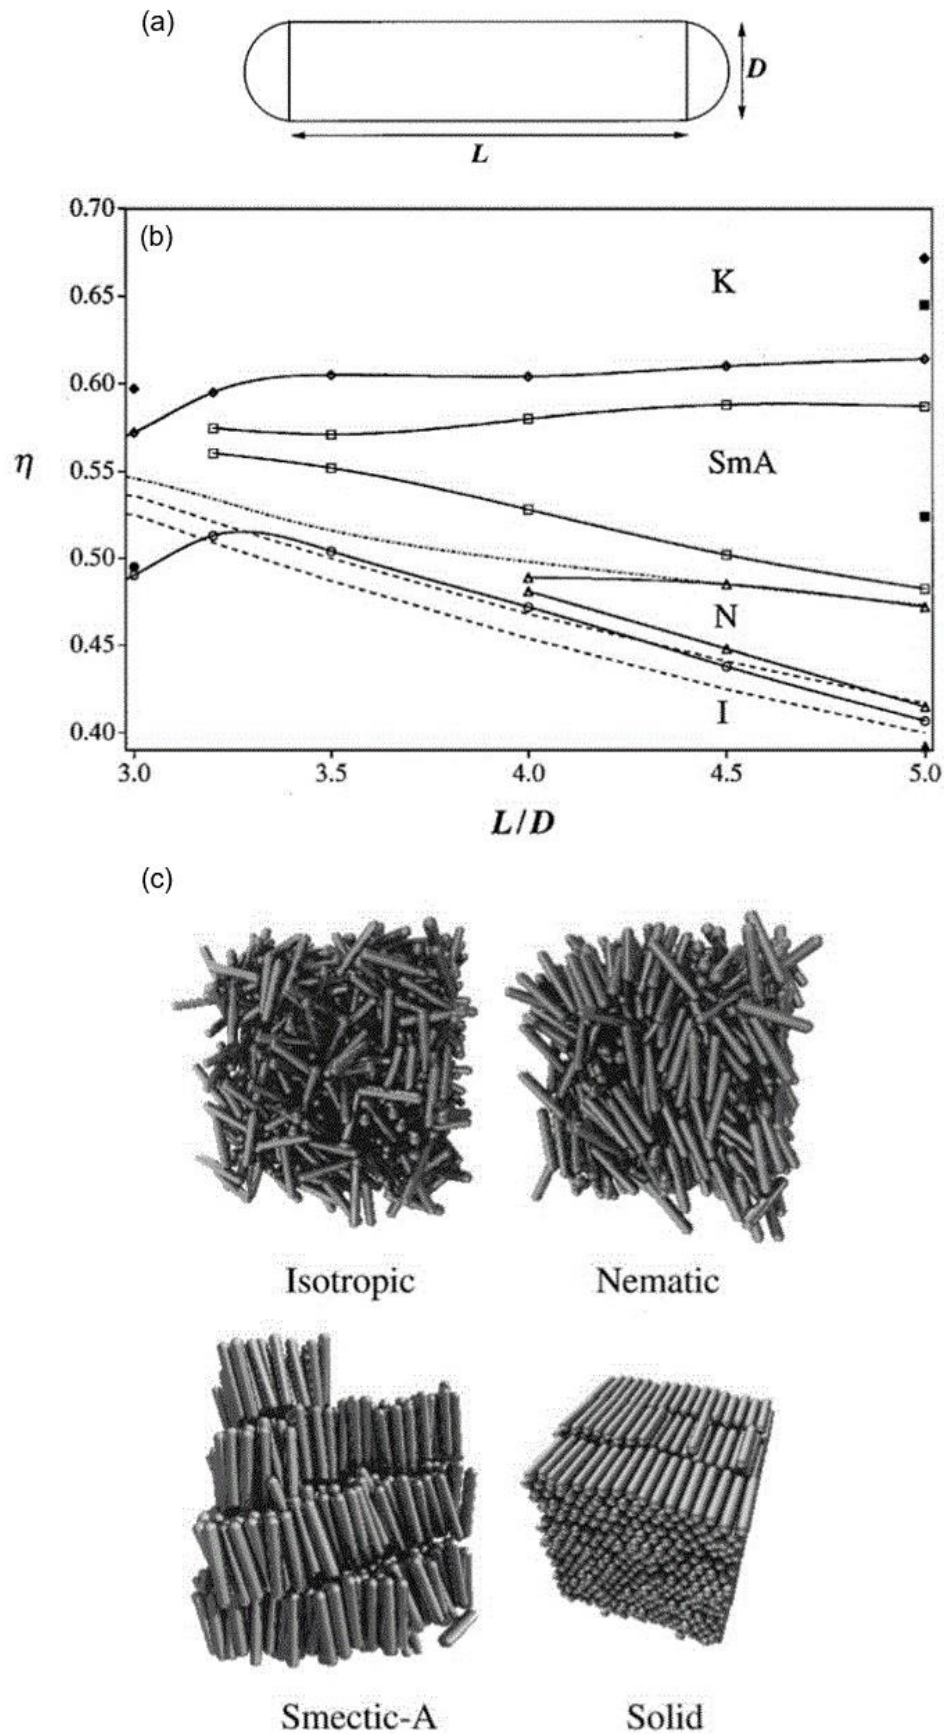 (a)
D
L
(b)
0.70
0.65
0.60
0.55
0.50
0.45
0.40
η
K
SmA
N
I
3.0 3.5 4.0 4.5 5.0
L/D
(c)
Isotropic Nematic
Smectic-A Solid